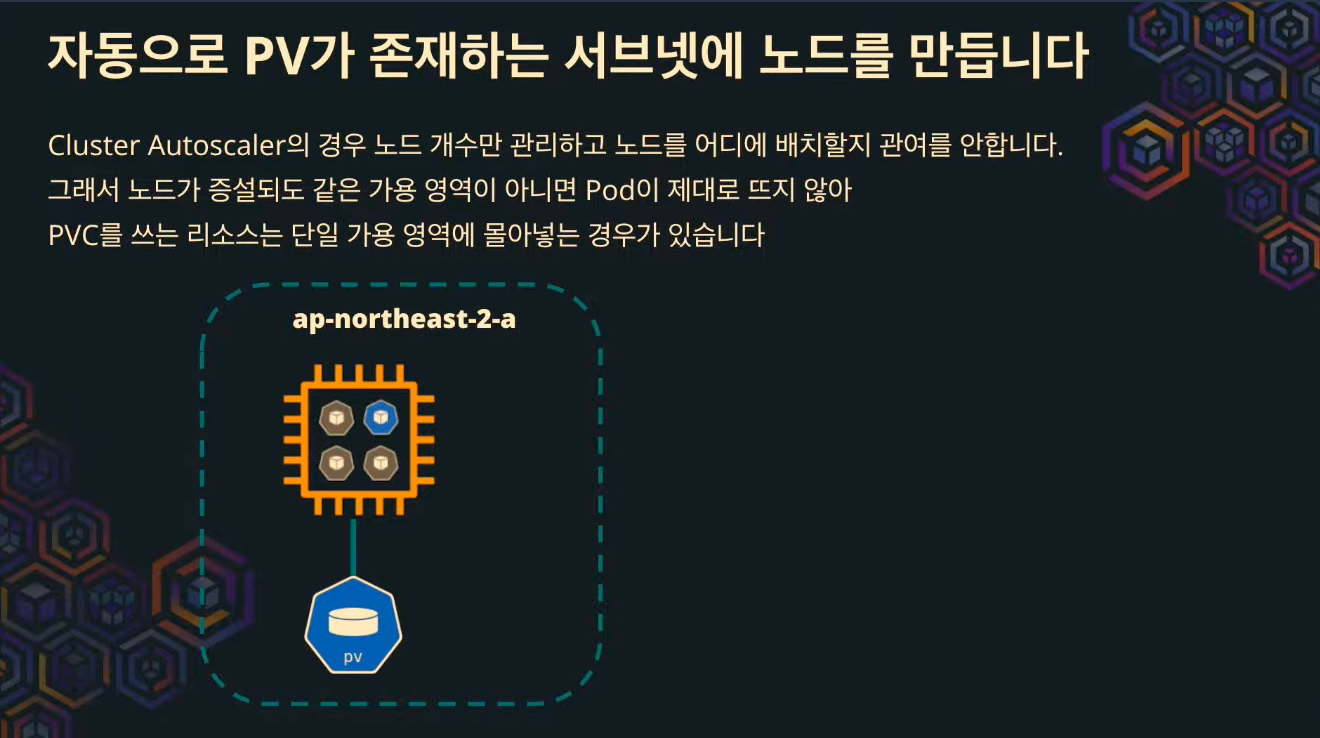 자동으로 PV가 존재하는 서브넷에 노드를 만듭니다
Cluster Autoscaler의 경우 노드 개수만 관리하고 노드를 어디에 배치할지 관여를 안합니다.
그래서 노드가 증설되도 같은 가용 영역이 아니면 Pod이 제대로 뜨지 않아
PVC를 쓰는 리소스는 단일 가용 영역에 몰아넣는 경우가 있습니다
ap-northeast-2-a
pv